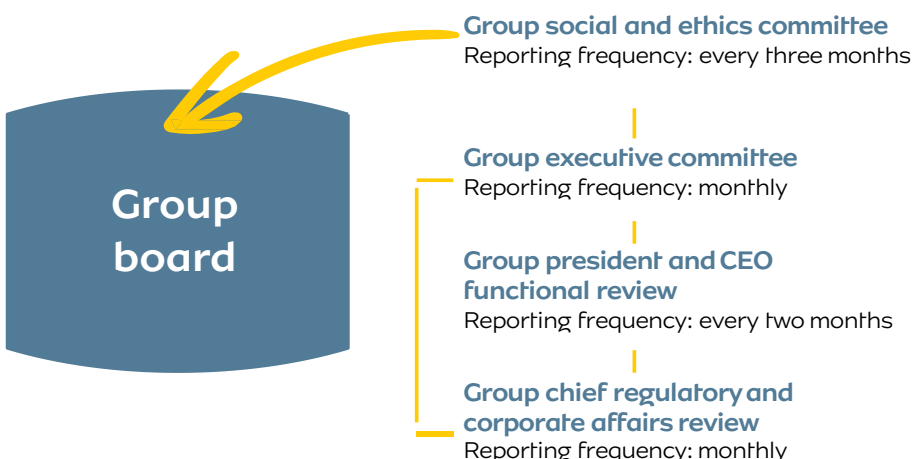 Group social and ethics committee
Reporting frequency: every three months
Group
board
Group executive committee
Reporting frequency: monthly
Group president and CEO
functional review
Reporting frequency: every two months
Group chief regulatory and
corporate affairs review
Reporting frequency: monthly